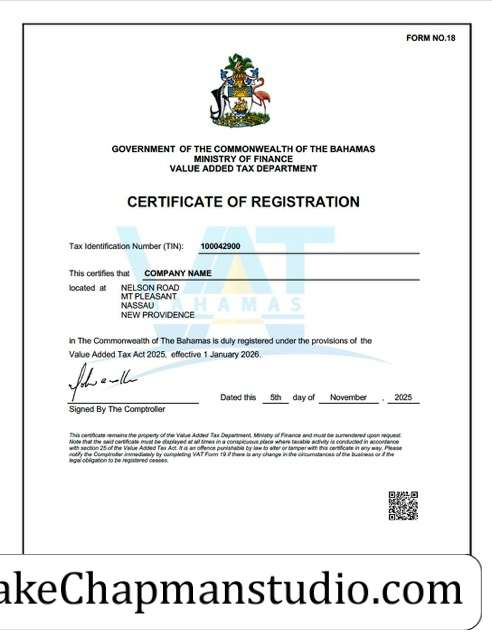 FORM NO.18
GOVERNMENT OF THE COMMONWEALTH OF THE BAHAMAS
MINISTRY OF FINANCE
VALUE ADDED TAX DEPARTMENT
CERTIFICATE OF REGISTRATION
VAT
BAHAMAS
Tax Identification Number (TIN): 100042900
This certifies that COMPANY NAME
located at NELSON ROAD
MT PLEASANT
NASSAU
NEW PROVIDENCE
in The Commonwealth of The Bahamas is duly registered under the provisions of the
Value Added Tax Act 2025, effective 1 January 2026.
Dated this 5th day of November , 2025
Signed By The Comptroller
This certificate remains the property of the Value Added Tax Department, Ministry of Finance and must be surrendered upon request.
Note that the said certificate must be displayed at all times in a conspicuous place where taxable activity is conducted in accordance
with section 25 of the Value Added Tax Act. It is an offence punishable by law to alter or tamper with this certificate in any way. Please
notify the Comptroller immediately by completing VAT Form 19 if there is any change in the circumstances of the business or if the
legal obligation to be registered ceases.
akeChapmanstudio.com